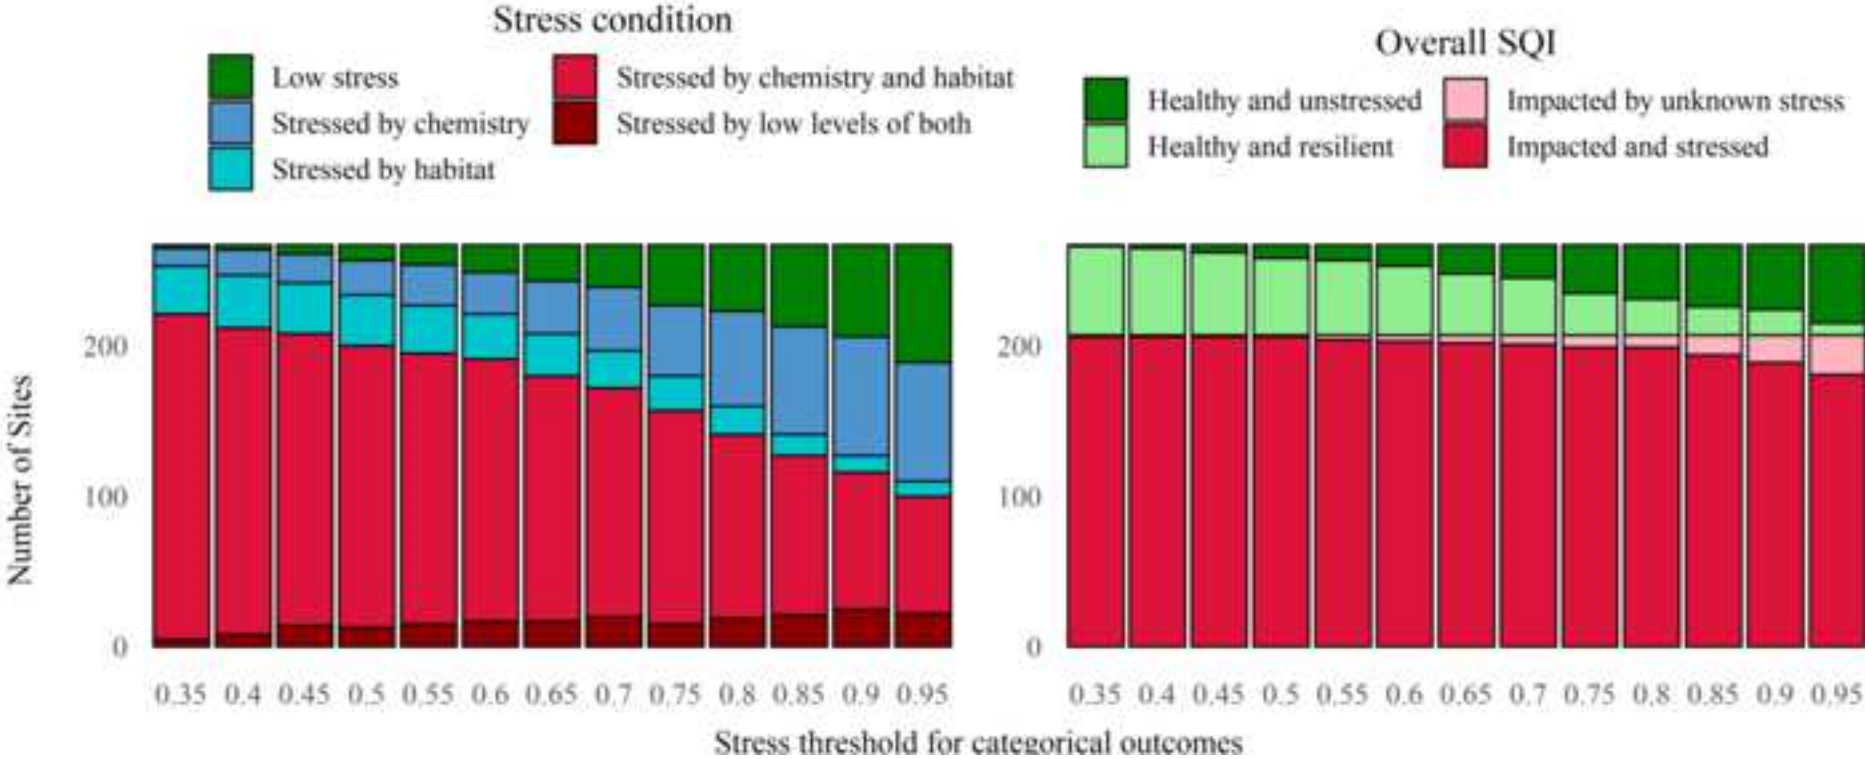 Stress condition
Low stress
Stressed by chemistry
Stressed by habitat
Stressed by chemistry and habitat
Stressed by low levels of both
Overall SQI
Healthy and unstressed
Healthy and resilient
Impacted by unknown stress
Impacted and stressed
Number of Sites
200
100
0
0.35 0.4 0.45 0.5 0.55 0.6 0.65 0.7 0.75 0.8 0.85 0.9 0.95
200
100
0
0.35 0.4 0.45 0.5 0.55 0.6 0.65 0.7 0.75 0.8 0.85 0.9 0.95
Stress threshold for categorical outcomes